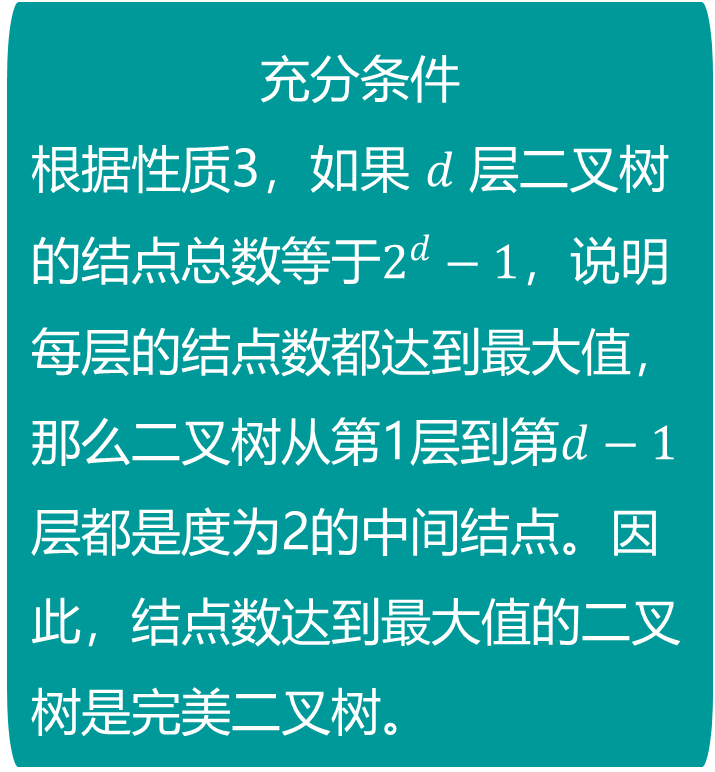 充分条件
根据性质3，如果 d 层二叉树
的结点总数等于2^d − 1，说明
每层的结点数都达到最大值，
那么二叉树从第1层到第d − 1
层都是度为2的中间结点。因
此，结点数达到最大值的二叉
树是完美二叉树。